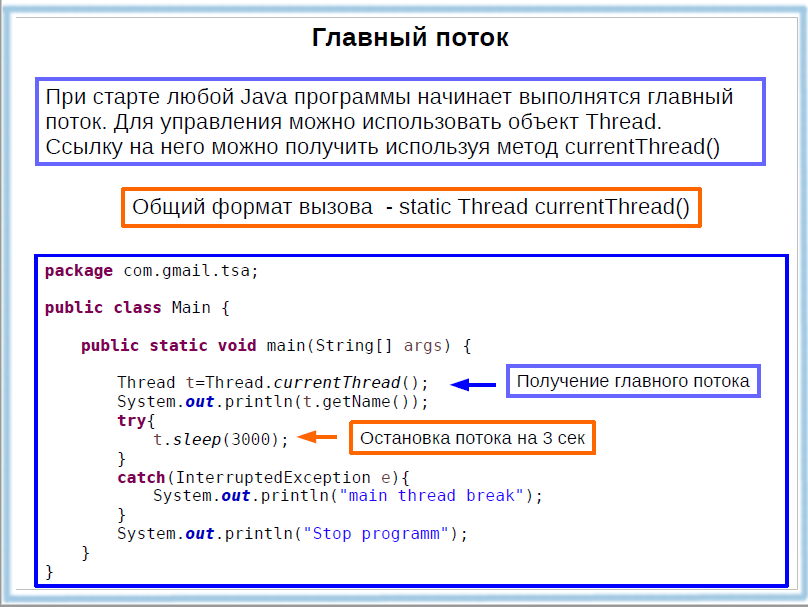 Главный поток
При старте любой Java программы начинает выполнятся главный
поток. Для управления можно использовать объект Thread.
Ссылку на него можно получить используя метод currentThread()
Общий формат вызова - static Thread currentThread()
package com.gmail.tsa;
public class Main {
public static void main(String[] args) {
Thread t=Thread.currentThread();
Получение главного потока
System.out.println(t.getName());
try{
t.sleep(3000);
Остановка потока на 3 сек
}
catch(InterruptedException e){
System.out.println("main thread break");
}
System.out.println("Stop programm");
}
}